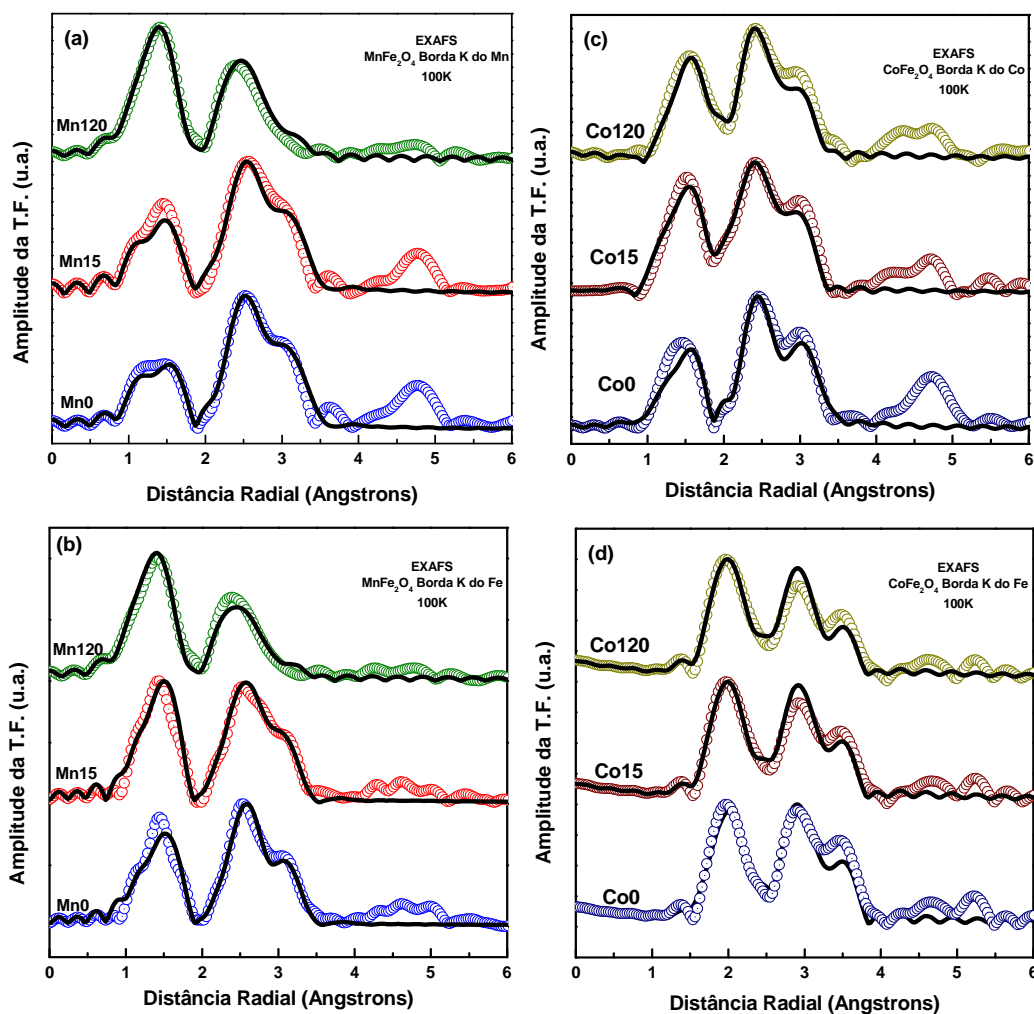 (a)
EXAFS
MnFe2O4 Borda K do Mn
100K
Mn120
Mn15
Mn0
Amplitude da T.F. (u.a.)
0 1 2 3 4 5 6
Distância Radial (Angstrons)
(c)
EXAFS
CoFe2O4 Borda K do Co
100K
Co120
Co15
Co0
Amplitude da T.F. (u.a.)
0 1 2 3 4 5 6
Distância Radial (Angstrons)
(b)
EXAFS
MnFe2O4 Borda K do Fe
100K
Mn120
Mn15
Mn0
Amplitude da T.F. (u.a.)
0 1 2 3 4 5 6
Distância Radial (Angstrons)
(d)
EXAFS
CoFe2O4 Borda K do Fe
100K
Co120
Co15
Co0
Amplitude da T.F. (u.a.)
0 1 2 3 4 5 6
Distância Radial (Angstrons)